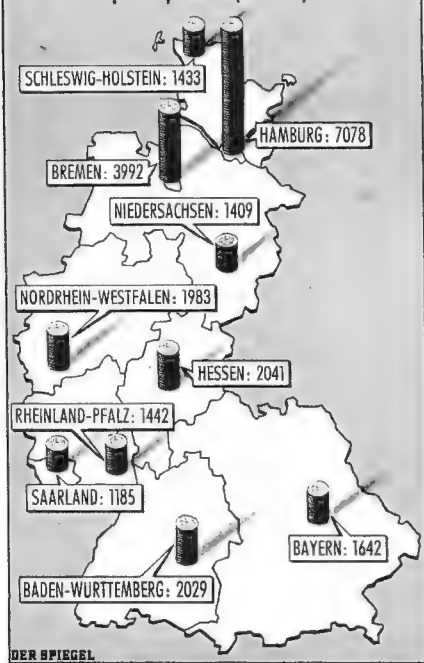 SCHLESWIG-HOLSTEIN: 1433
HAMBURG: 7078
BREMEN: 3992
NIEDERSACHSEN: 1409
NORDRHEIN-WESTFALEN: 1983
HESSEN: 2041
RHEINLAND-PFALZ: 1442
SAARLAND: 1185
BAYERN: 1642
BADEN-WURTTEMBERG: 2029
DER SPIEGEL